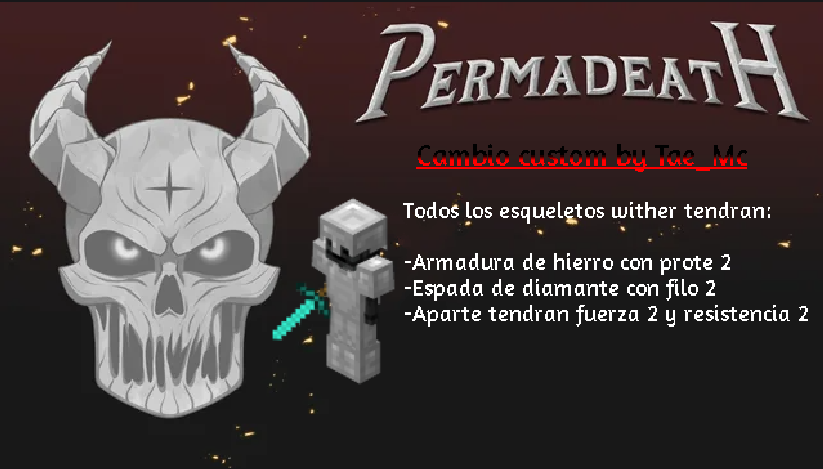 PERMADEATH
Cambio custom by Tae_Mc
Todos los esqueletos wither tendran:
-Armadura de hierro con prote 2
-Espada de diamante con filo 2
-Aparte tendran fuerza 2 y resistencia 2